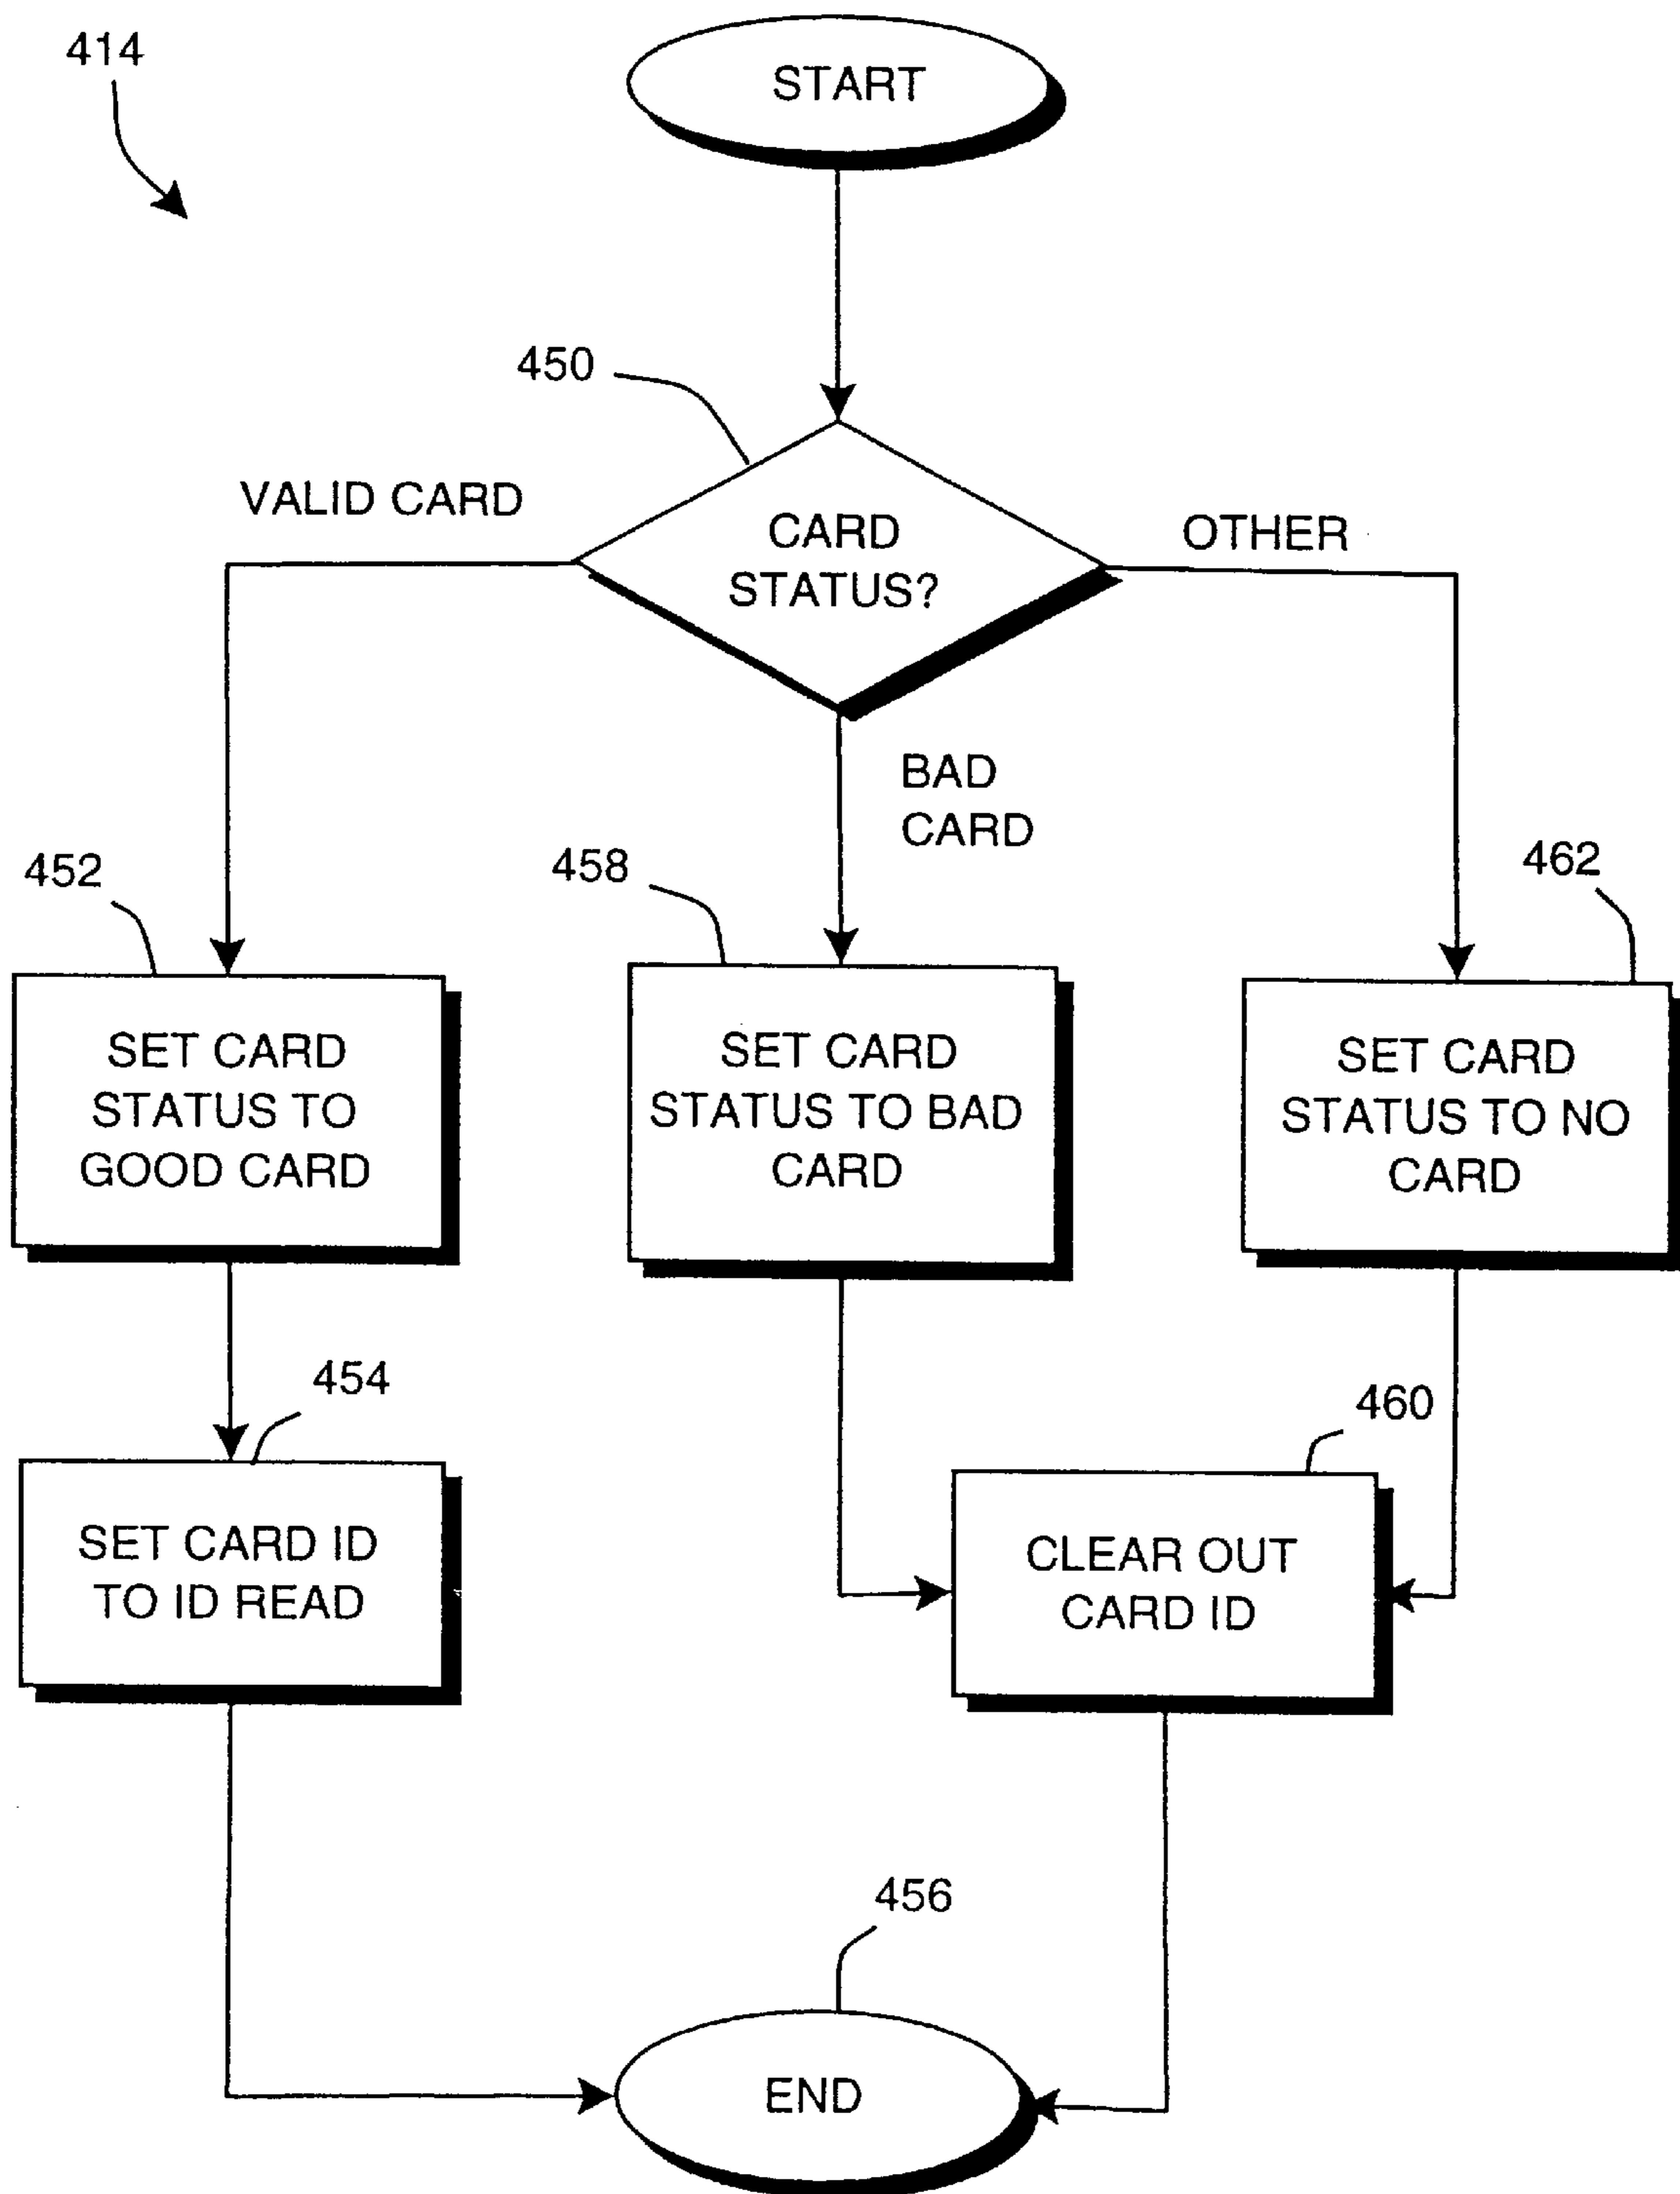 414
START
450
VALID CARD
CARD
STATUS?
OTHER
BAD
CARD
452
458
462
SET CARD
STATUS TO
GOOD CARD
SET CARD
STATUS TO BAD
CARD
SET CARD
STATUS TO NO
CARD
454
460
SET CARD ID
TO ID READ
CLEAR OUT
CARD ID
456
END